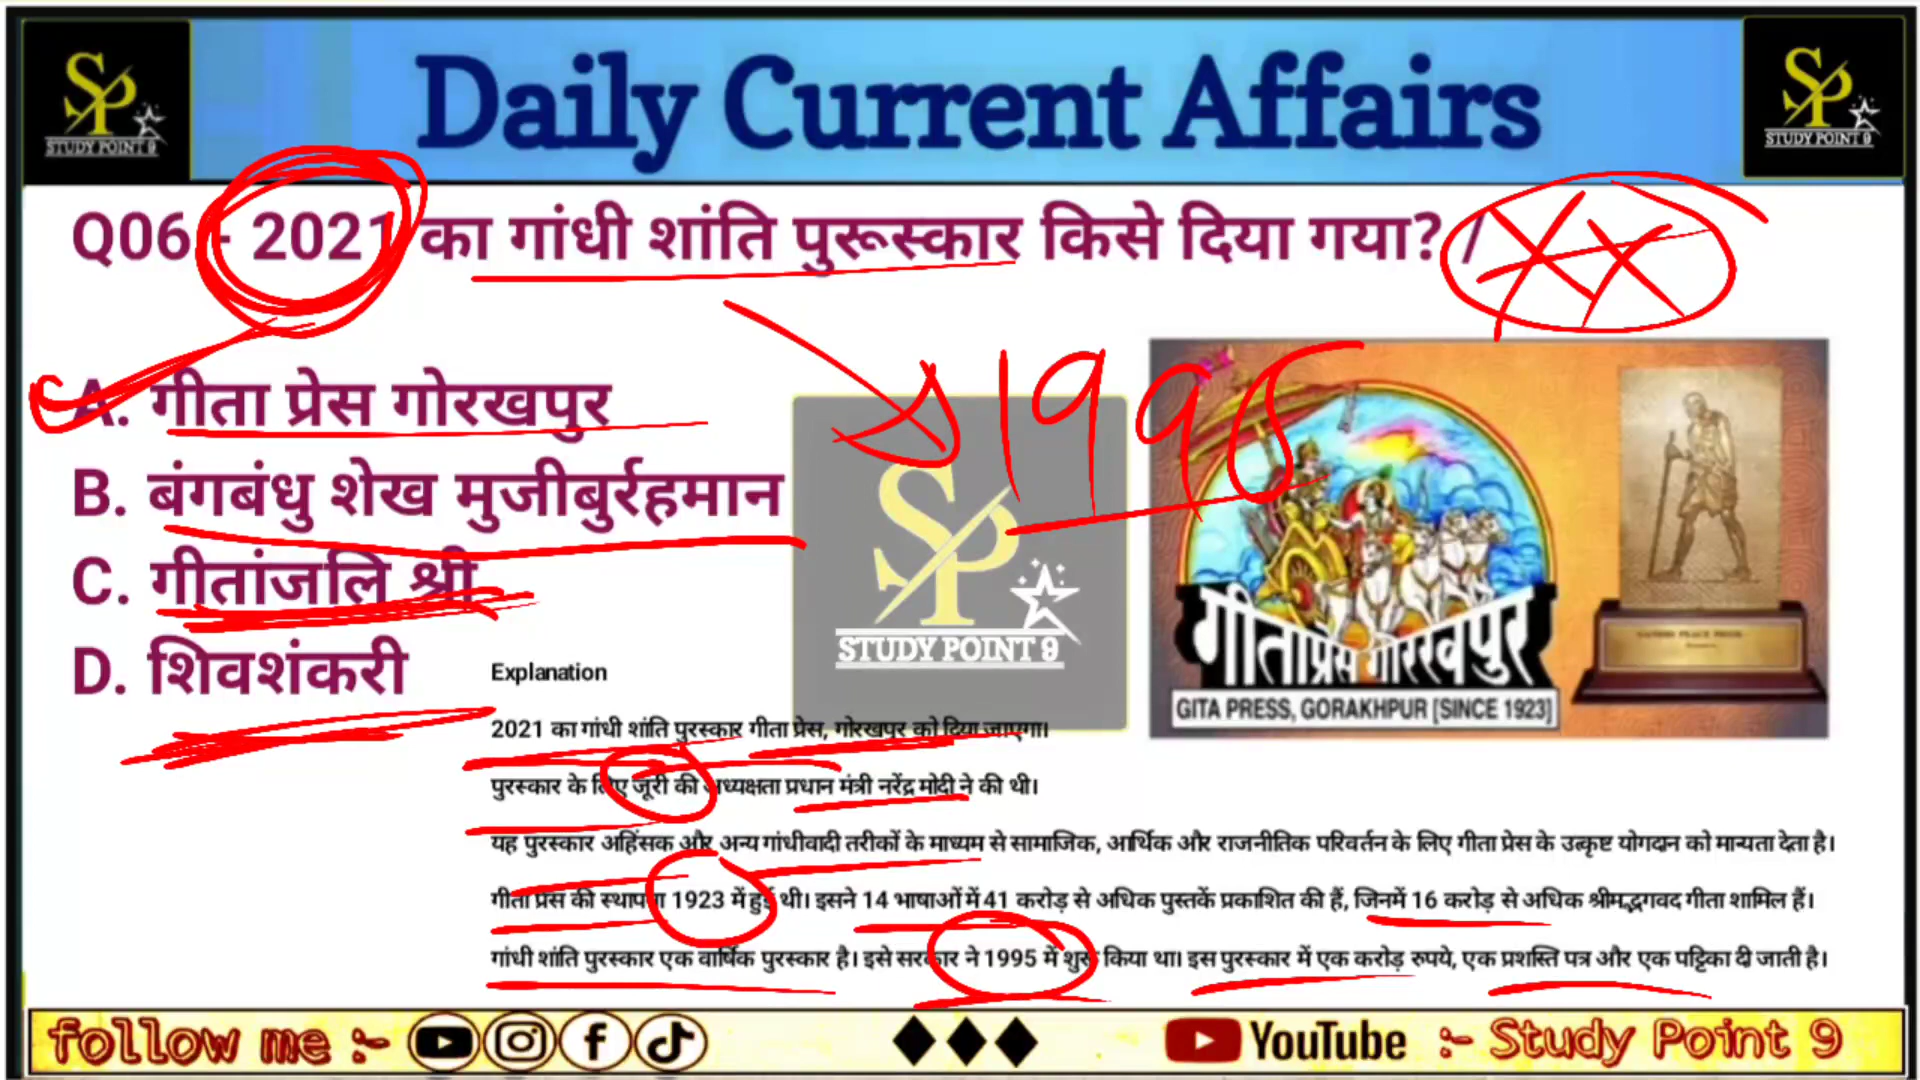 SP
STUDY POINT 9
Daily Current Affairs
SP
STUDY POINT 9
Q06 - 2021 का गांधी शांति पुरूस्कार किसे दिया गया? /
A. गीता प्रेस गोरखपुर
B. बंगबंधु शेख मुजीबुर्रहमान
C. गीतांजलि श्री
D. शिवशंकरी
1995
SP
STUDY POINT 9
गीताप्रेस गोरखपुर
GITA PRESS, GORAKHPUR [SINCE 1923]
Explanation
2021 का गांधी शांति पुरस्कार गीता प्रेस, गोरखपुर को दिया जाएगा।
पुरस्कार के लिए जूरी की अध्यक्षता प्रधान मंत्री नरेंद्र मोदी ने की थी।
यह पुरस्कार अहिंसक और अन्य गांधीवादी तरीकों के माध्यम से सामाजिक, आर्थिक और राजनीतिक परिवर्तन के लिए गीता प्रेस के उत्कृष्ट योगदान को मान्यता देता है।
गीता प्रेस की स्थापना 1923 में हुई थी। इसने 14 भाषाओं में 41 करोड़ से अधिक पुस्तकें प्रकाशित की हैं, जिनमें 16 करोड़ से अधिक श्रीमद्भगवद गीता शामिल हैं।
गांधी शांति पुरस्कार एक वार्षिक पुरस्कार है। इसे सरकार ने 1995 में शुरू किया था। इस पुरस्कार में एक करोड़ रुपये, एक प्रशस्ति पत्र और एक पट्टिका दी जाती है।
follow me :- YouTube :- Study Point 9